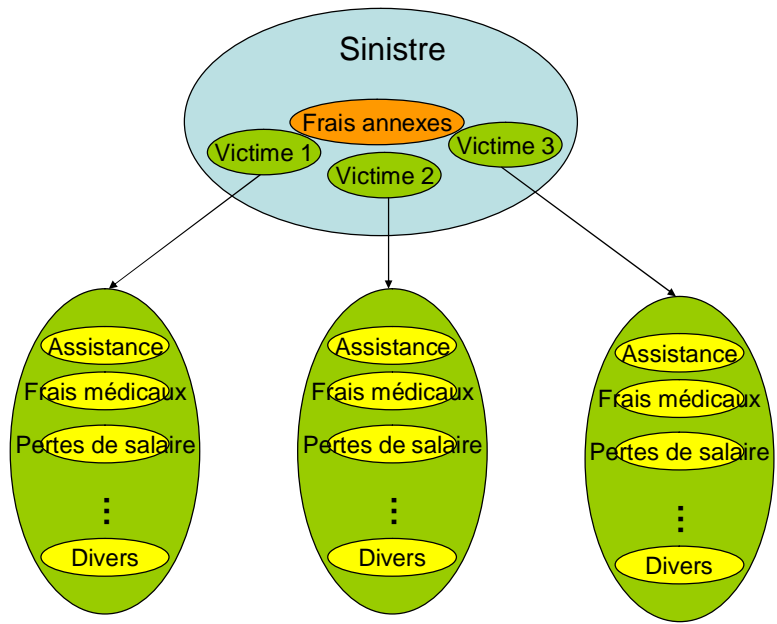 Sinistre
Frais annexes
Victime 1
Victime 2
Victime 3
Assistance
Frais médicaux
Pertes de salaire
...
Divers
Assistance
Frais médicaux
Pertes de salaire
...
Divers
Assistance
Frais médicaux
Pertes de salaire
...
Divers